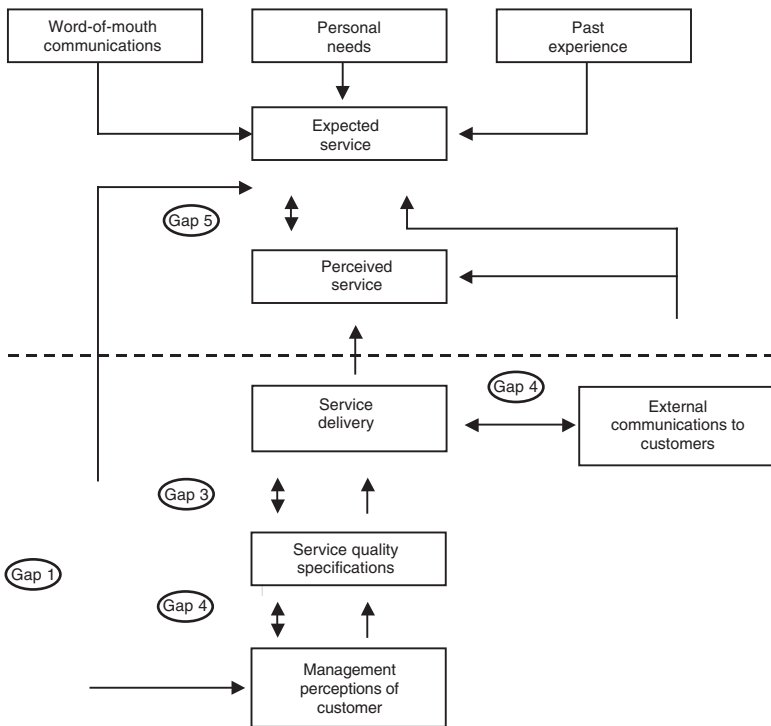 Word-of-mouth
communications
Personal
needs
Past
experience
Expected
service
Gap 5
Perceived
service
Service
delivery
Gap 4
External
communications to
customers
Gap 3
Service quality
specifications
Gap 1
Gap 4
Management
perceptions of
customer